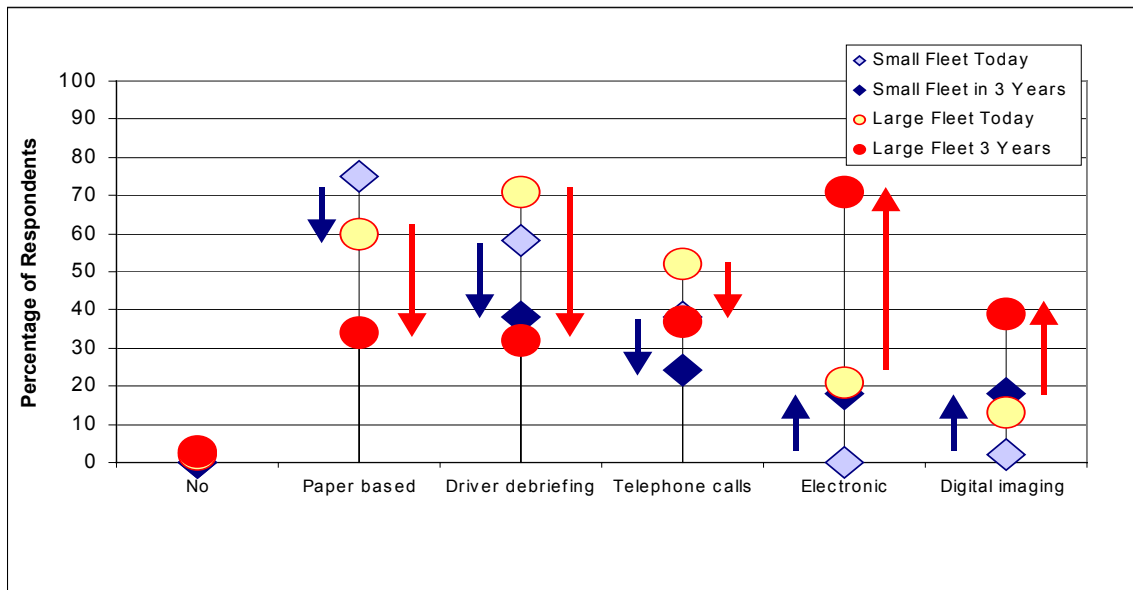 Small Fleet Today
Small Fleet in 3 Years
Large Fleet Today
Large Fleet 3 Years
Percentage of Respondents
100
90
80
70
60
50
40
30
20
10
0
No
Paper based
Driver debriefing
Telephone calls
Electronic
Digital imaging